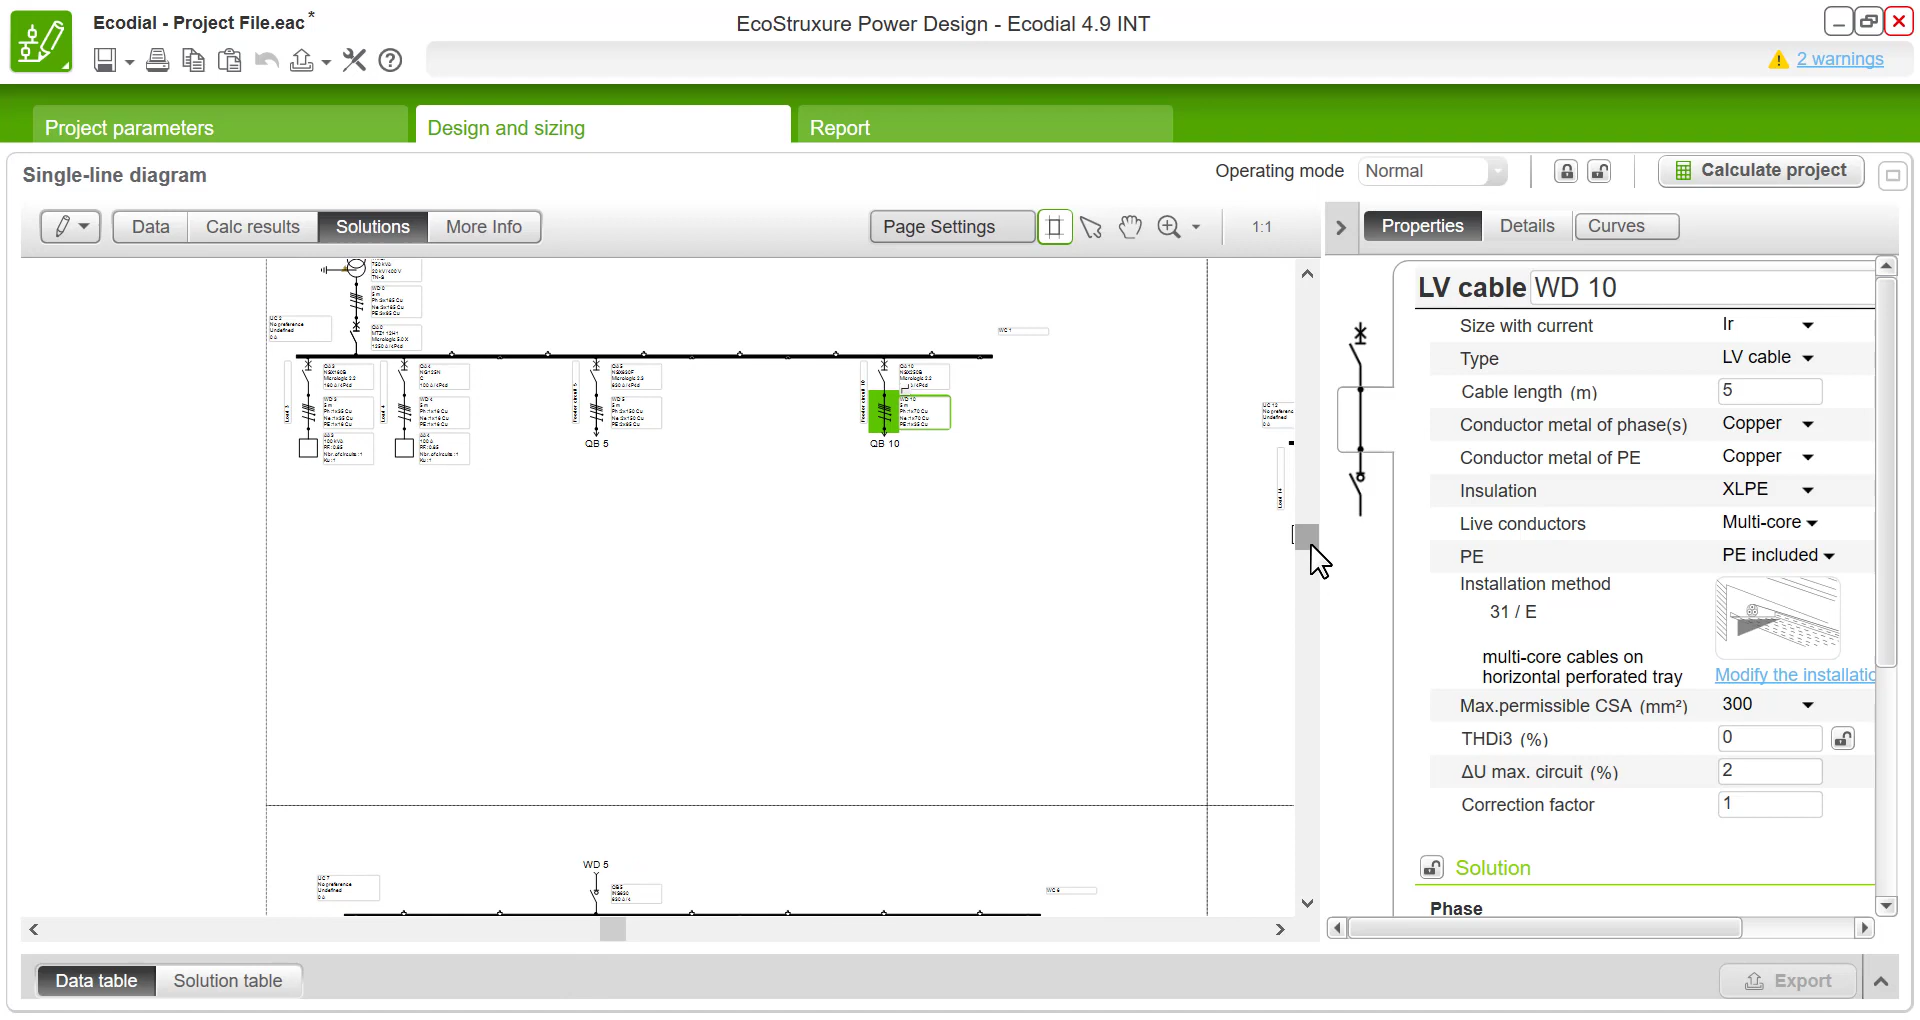 Ecodial - Project File.eac*
EcoStruxure Power Design - Ecodial 4.9 INT
2 warnings
Project parameters
Design and sizing
Report
Single-line diagram
Operating mode
Normal
Calculate project
Data
Calc results
Solutions
More Info
Page Settings
1:1
Properties
Details
Curves
LV cable WD 10
Size with current Ir
Type LV cable
Cable length (m) 5
Conductor metal of phase(s) Copper
Conductor metal of PE Copper
Insulation XLPE
Live conductors Multi-core
PE PE included
Installation method
31 / E
multi-core cables on
horizontal perforated tray
Modify the installatio
Max.permissible CSA (mm²) 300
THDi3 (%) 0
ΔU max. circuit (%) 2
Correction factor 1
Solution
Phase
QB 5
QB 10
WD 5
Data table
Solution table
Export